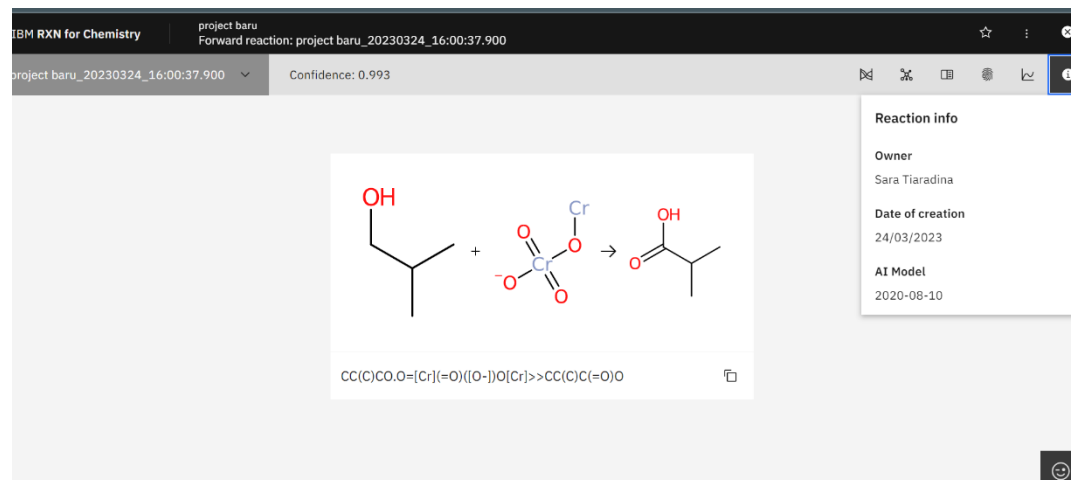 IBM RXN for Chemistry
project baru
Forward reaction: project baru_20230324_16:00:37.900
project baru_20230324_16:00:37.900
Confidence: 0.993
Reaction info
Owner
Sara Tiaradina
Date of creation
24/03/2023
AI Model
2020-08-10
OH
+
O
Cr
O
Cr
-O
O
→
OH
O
CC(C)CO.O=[Cr](=O)([O-])O[Cr]>>CC(C)C(=O)O